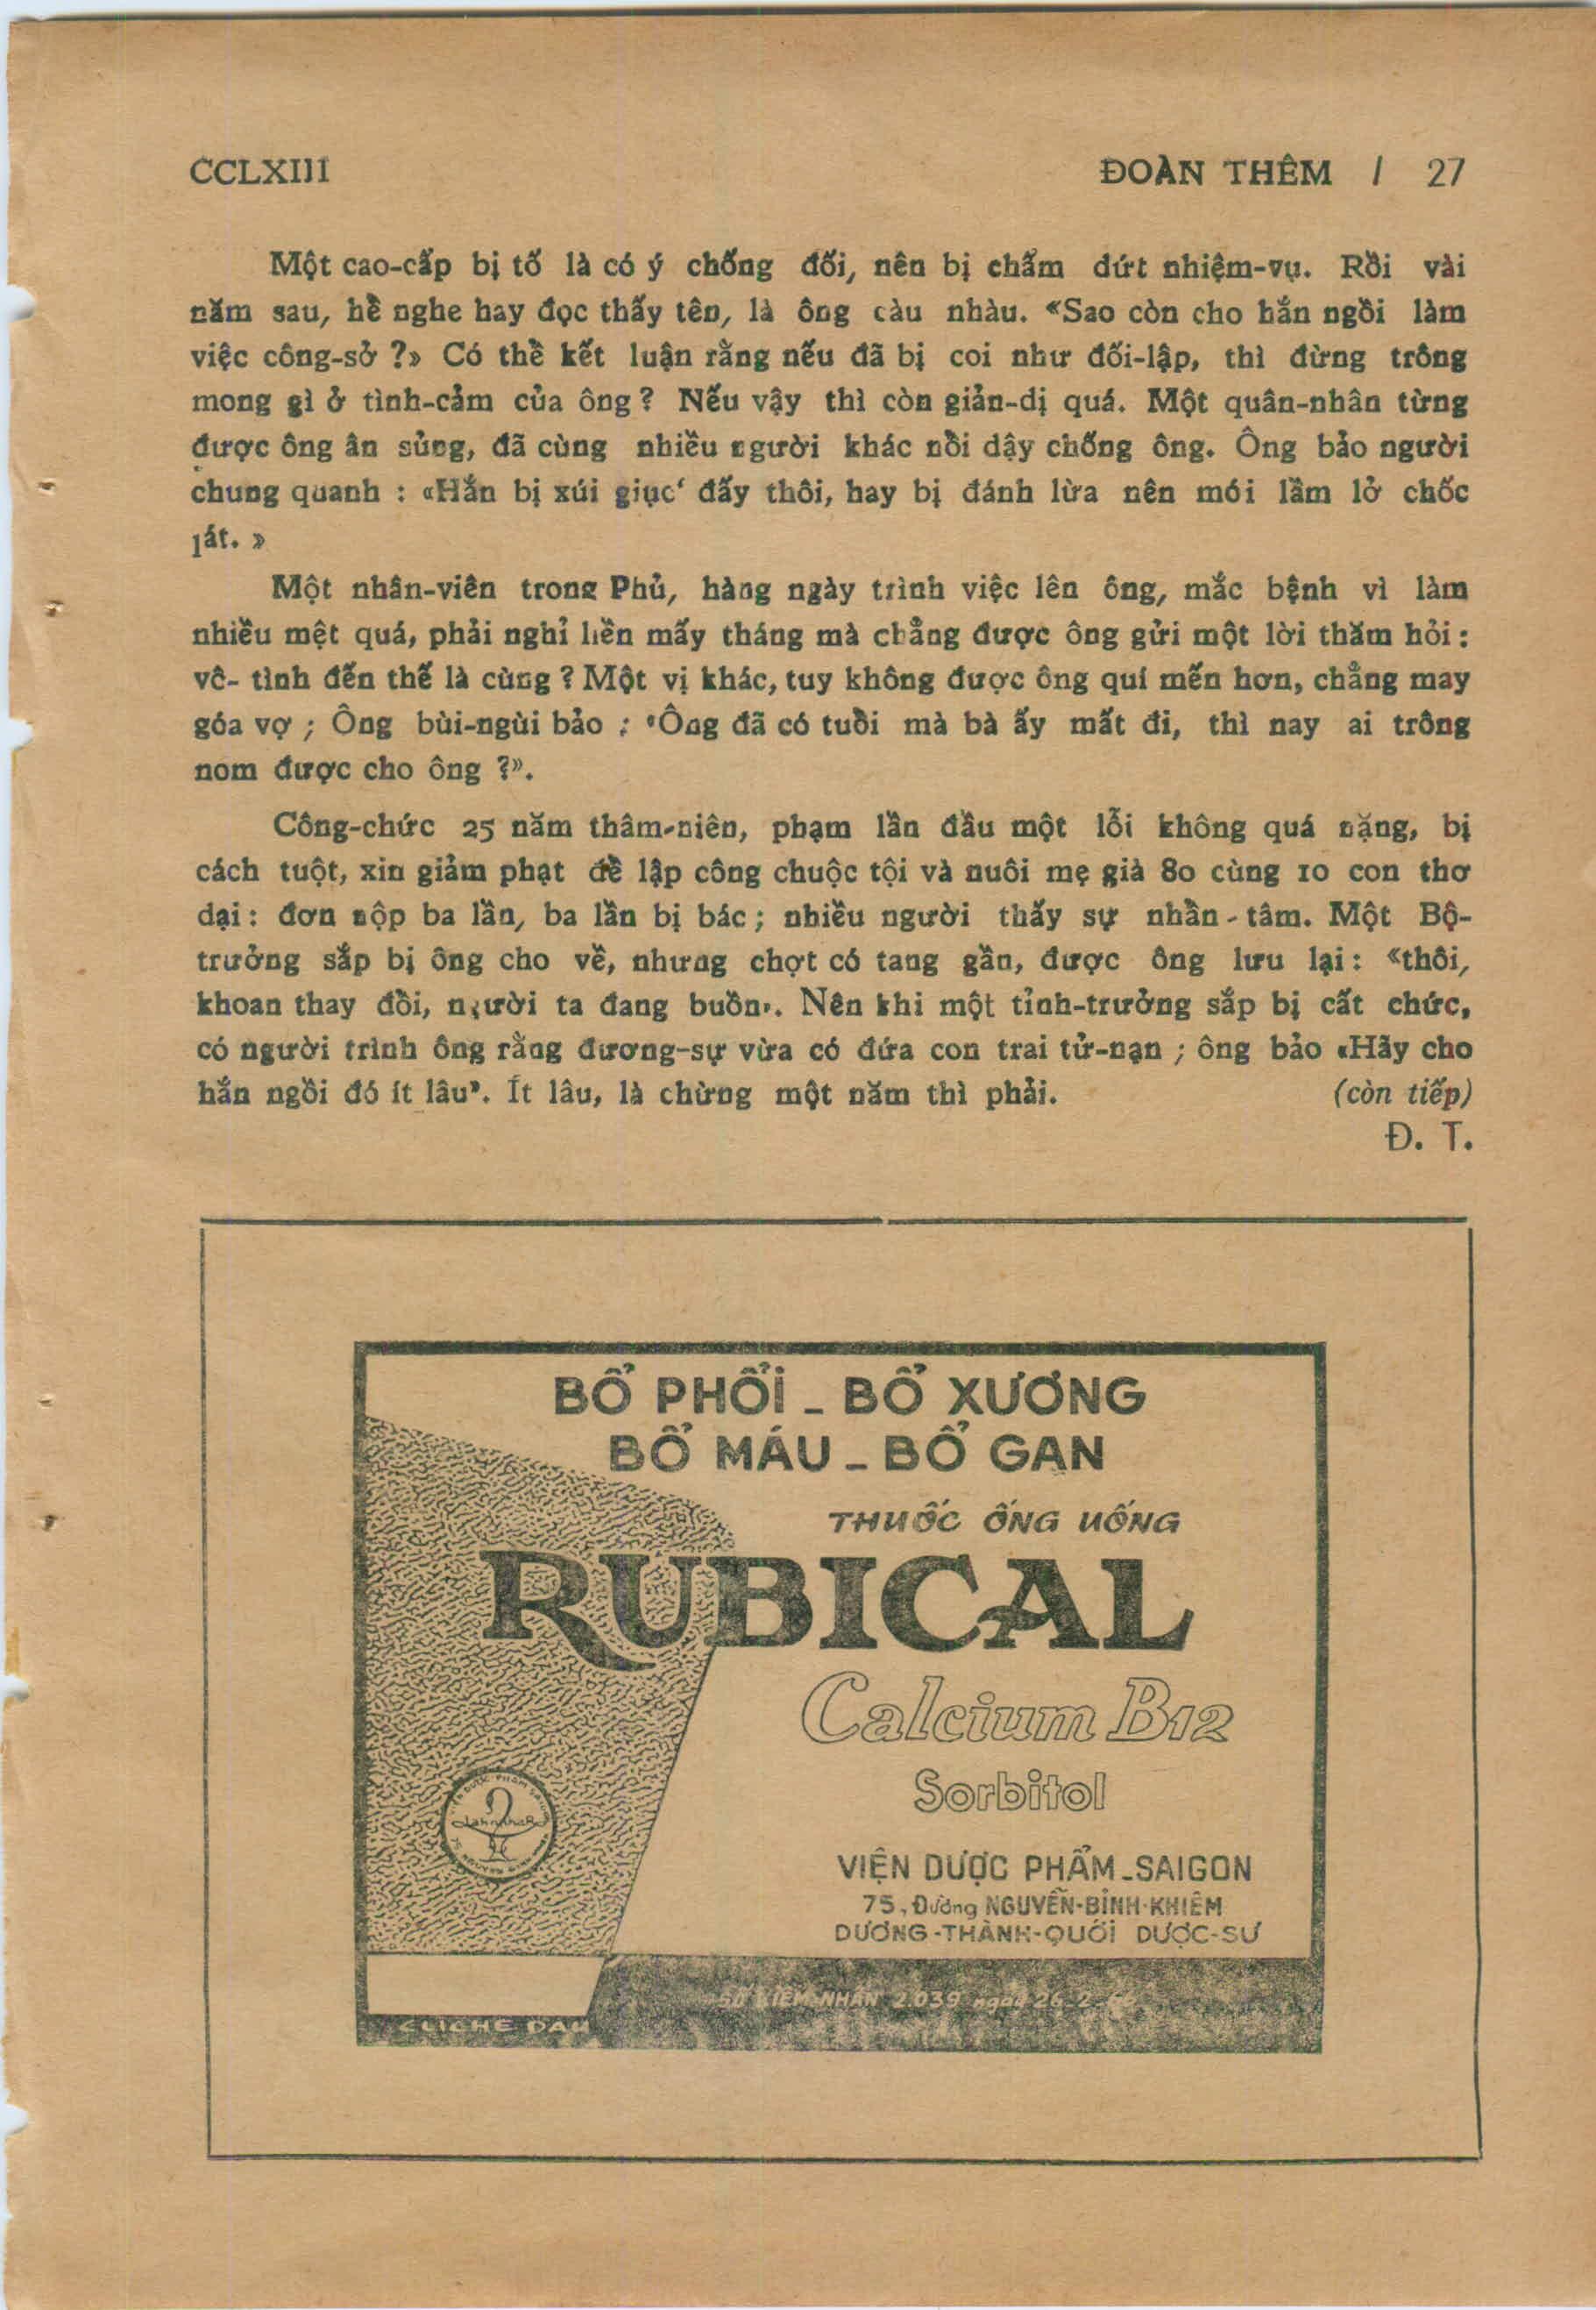 CCLXIII
ĐOÀN THÊM / 27
Một cao-cấp bị tố là có ý chống đối, nên bị chấm dứt nhiệm-vụ. Rồi vài
năm sau, hễ nghe hay đọc thấy tên, là ông càu nhàu. «Sao còn cho hắn ngồi làm
việc công-sở ?» Có thể kết luận rằng nếu đã bị coi như đối-lập, thì đừng trông
mong gì ở tình-cảm của ông ? Nếu vậy thì còn giản-dị quá. Một quân-nhân từng
được ông ân sủng, đã cùng nhiều người khác nổi dậy chống ông. Ông bảo người
chung quanh : «Hắn bị xúi giục‘ đấy thôi, hay bị đánh lừa nên mói lầm lở chốc
lát. »
Một nhân-viên trong Phủ, hàng ngày trình việc lên ông, mắc bệnh vì làm
nhiều mệt quá, phải nghỉ liền mấy tháng mà chẳng được ông gửi một lời thăm hỏi :
vô- tình đến thế là cùng ? Một vị khác, tuy không được ông quí mến hơn, chẳng may
góa vợ ; Ông bùi-ngùi bảo : 'Ông đã có tuổi mà bà ấy mất đi, thì nay ai trông
nom được cho ông ?».
Công-chức 25 năm thâm-niên, phạm lần đầu một lỗi không quá nặng, bị
cách tuột, xin giảm phạt để lập công chuộc tội và nuôi mẹ già 80 cùng 10 con thơ
dại : đơn nộp ba lần, ba lần bị bác ; nhiều người thấy sự nhẫn - tâm. Một Bộ-
trưởng sắp bị ông cho về, nhưng chợt có tang gần, được ông lưu lại : «thôi,
khoan thay đổi, người ta đang buồn». Nên khi một tỉnh-trưởng sắp bị cất chức,
có người trình ông rằng đương-sự vừa có đứa con trai tử-nạn ; ông bảo «Hãy cho
hắn ngồi đó ít lâu". Ít lâu, là chừng một năm thì phải. (còn tiếp)
Đ. T.
BỔ PHỔI - BỔ XƯƠNG
BỔ MÁU - BỔ GAN
THUỐC ỐNG UỐNG
RUBICAL
Calcium B12
Sorbitol
VIỆN DƯỢC PHẨM - SAIGON
75, Đường NGUYỄN-BỈNH-KHIÊM
DƯƠNG-THÀNH-QUỚI DƯỢC-SƯ
SỐ KIỂM NHẬN 2.039 ngày 26-2-
CLICHÉ DAU